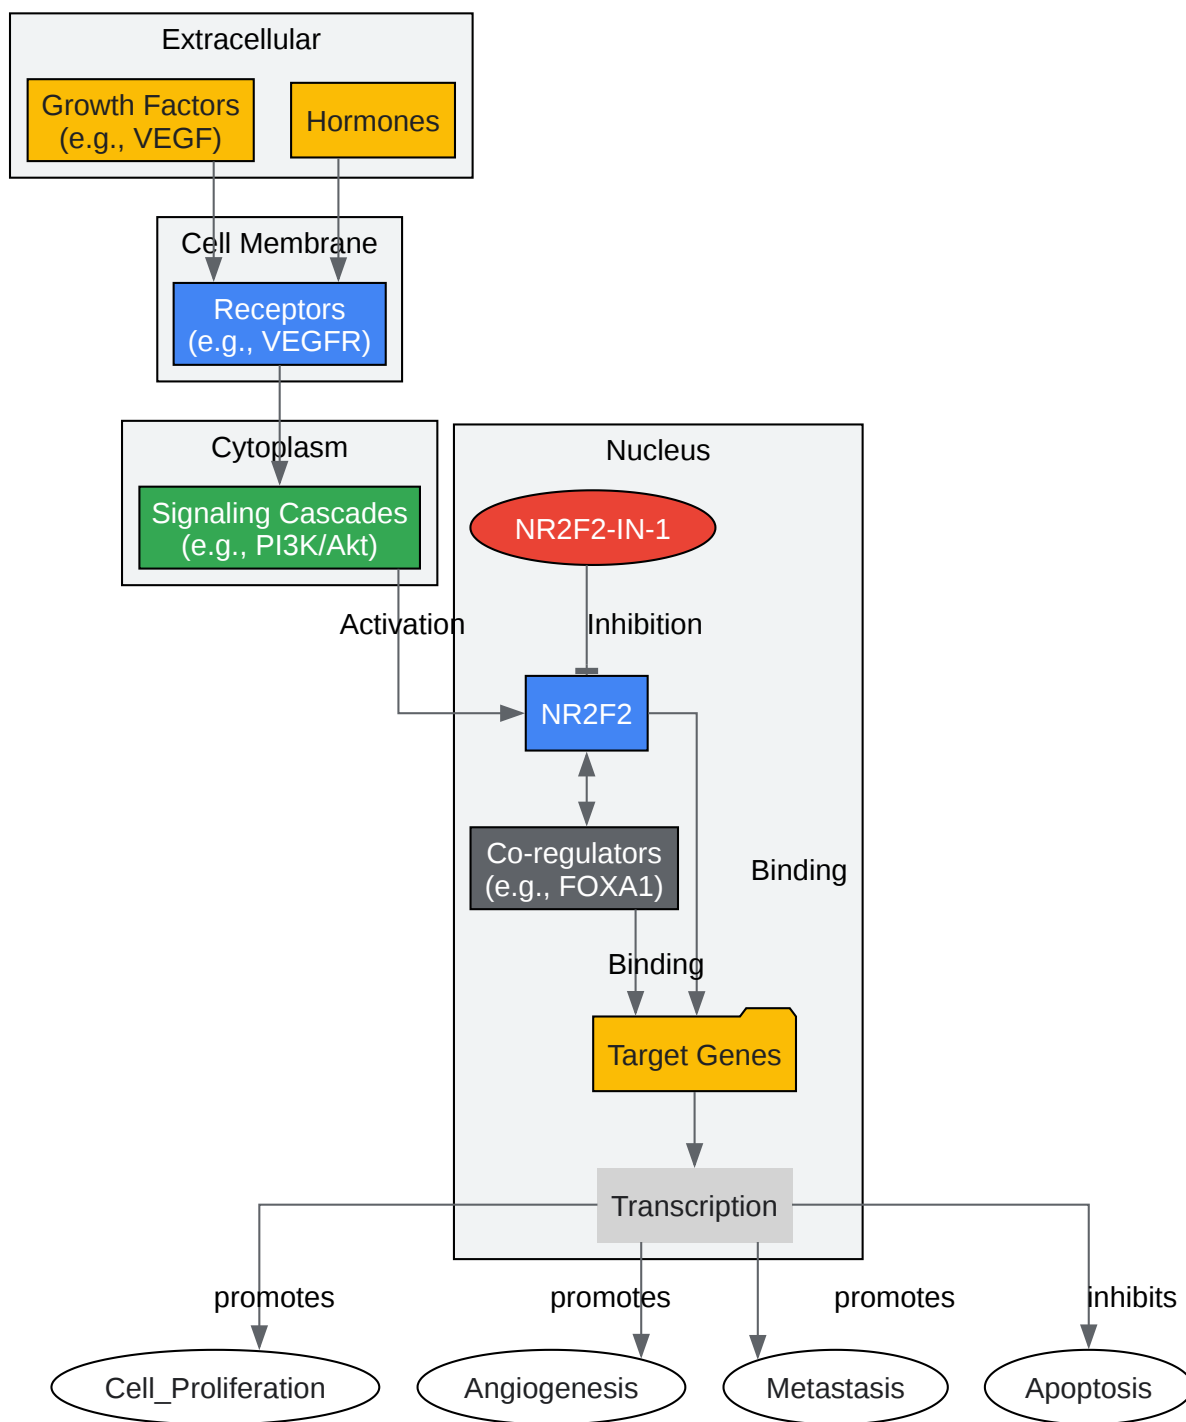 Extracellular
Growth Factors
(e.g., VEGF)
Hormones
Cell Membrane
Receptors
(e.g., VEGFR)
Cytoplasm
Signaling Cascades
(e.g., PI3K/Akt)
Nucleus
NR2F2-IN-1
Activation
Inhibition
NR2F2
Co-regulators
(e.g., FOXA1)
Binding
Binding
Target Genes
Transcription
promotes
promotes
promotes
inhibits
Cell_Proliferation
Angiogenesis
Metastasis
Apoptosis